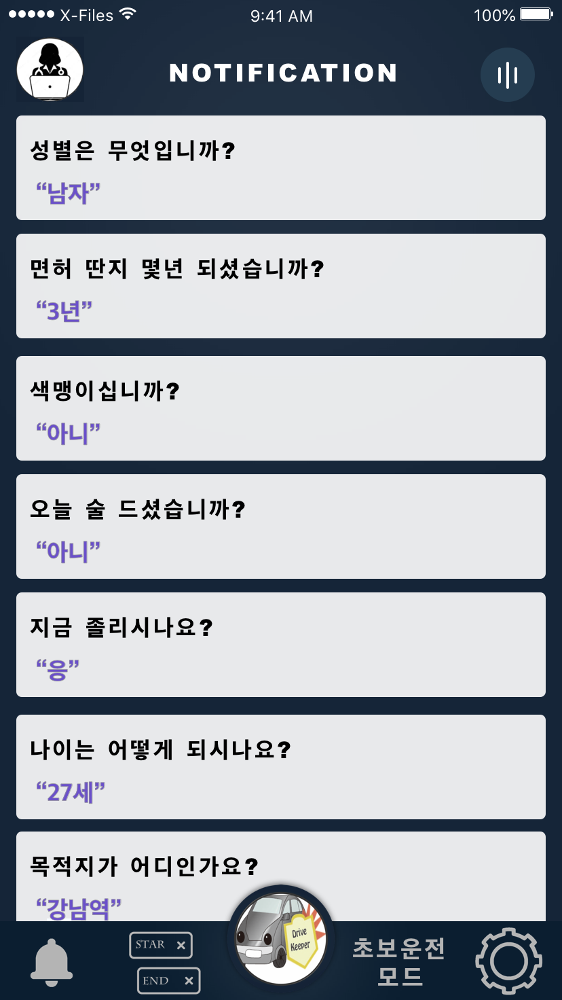 X-Files
9:41 AM
100%
NOTIFICATION
성별은 무엇입니까?
“남자”
면허 딴지 몇년 되셨습니까?
“3년”
색맹이십니까?
“아니”
오늘 술 드셨습니까?
“아니”
지금 졸리시나요?
“응”
나이는 어떻게 되시나요?
“27세”
목적지가 어디인가요?
“강남역”
STAR ×
END ×
Drive
Keeper
초보운전
모드